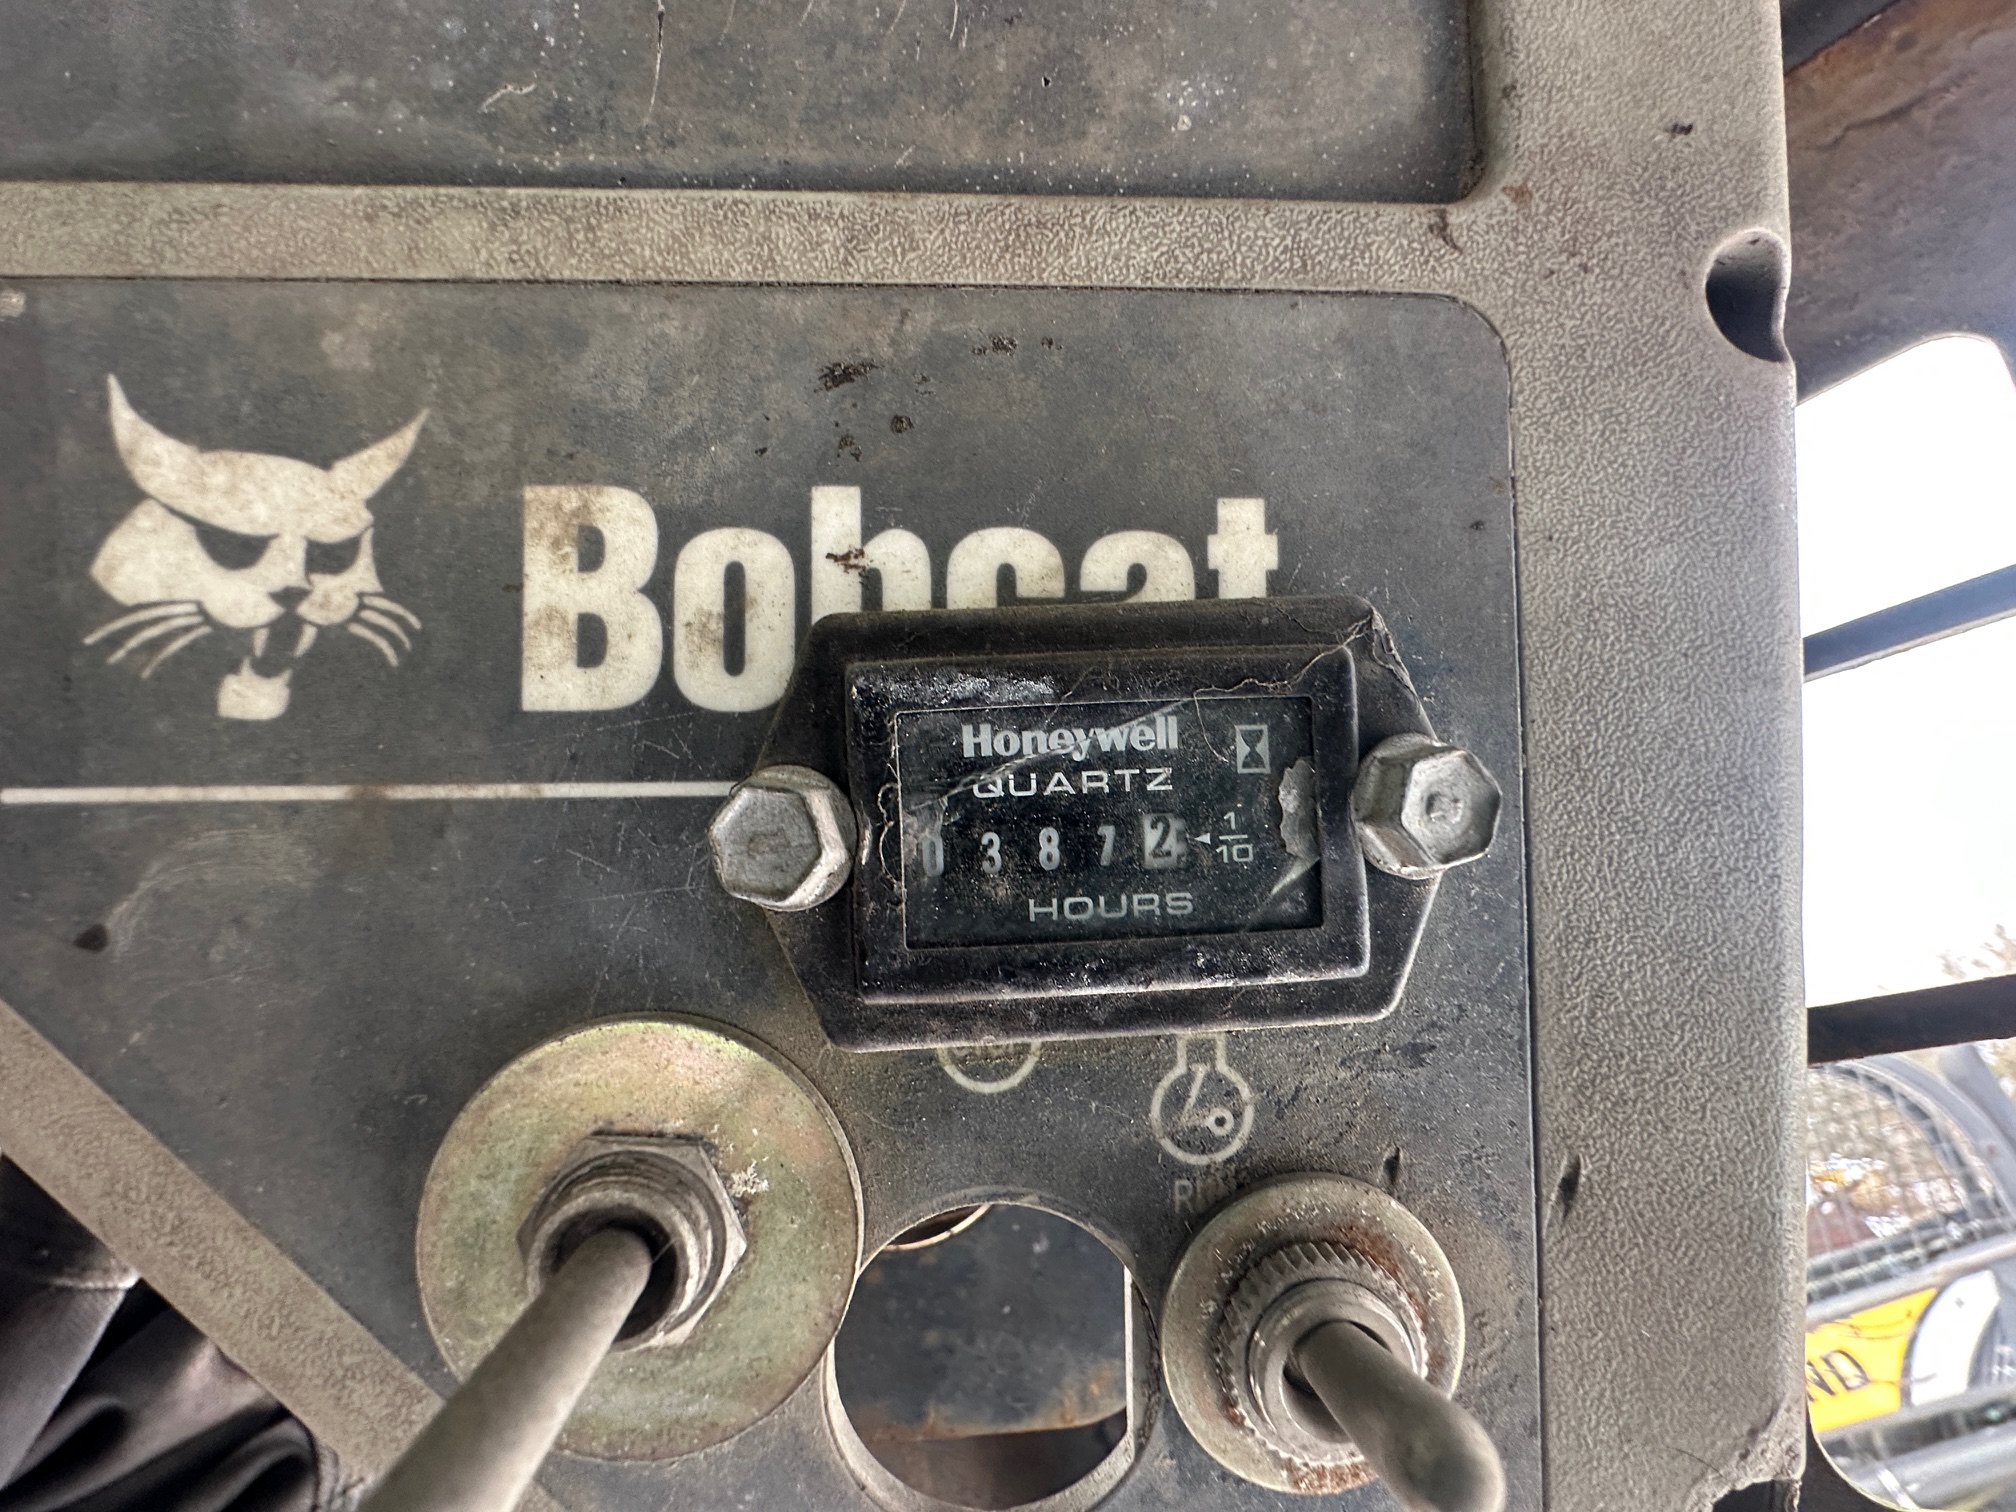 Bobcat
Honeywell
QUARTZ
0 3 8 7 2 ◄ 1/10
HOURS